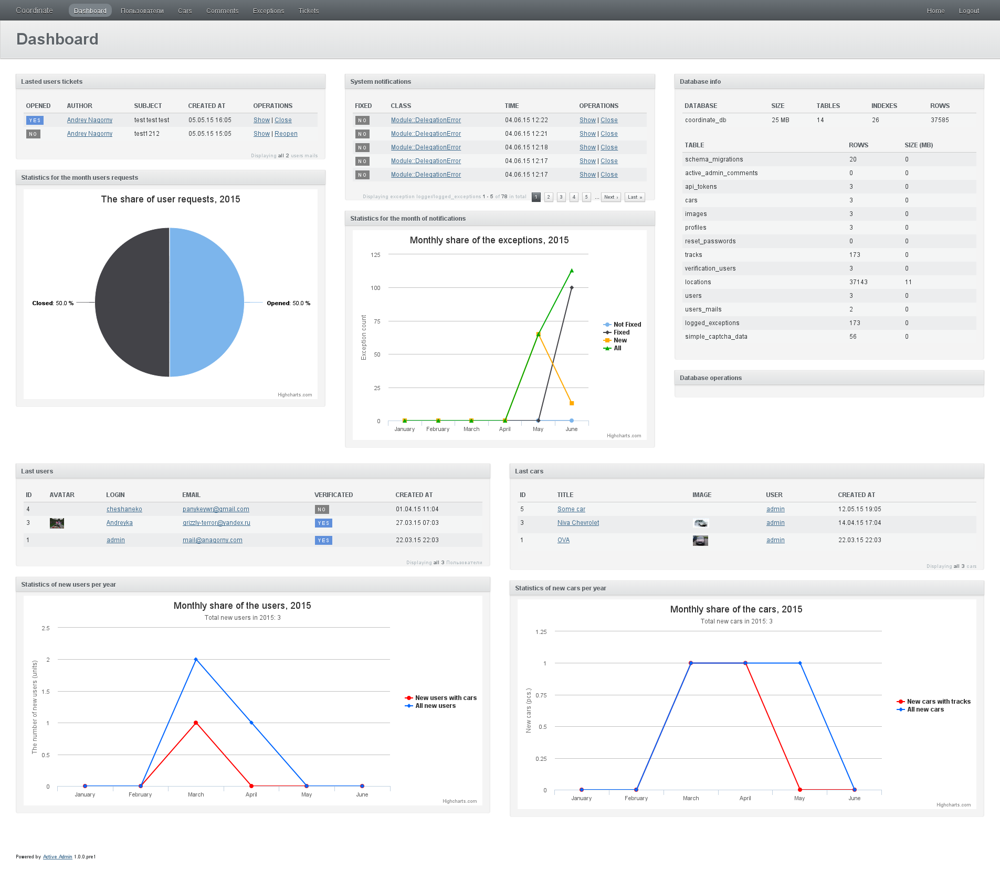 Coordinate Dashboard Пользователи Cars Comments Exceptions Tickets Home Logout
Dashboard
Lasted users tickets
OPENED AUTHOR SUBJECT CREATED AT OPERATIONS
YES Andrey Nagorny test test test 05.05.15 16:05 Show | Close
NO Andrey Nagorny test1212 05.05.15 15:05 Show | Reopen
Displaying all 2 users mails
Statistics for the month users requests
The share of user requests, 2015
Closed: 50.0 % Opened: 50.0 %
Highcharts.com
System notifications
FIXED CLASS TIME OPERATIONS
NO Module::DelegationError 04.06.15 12:22 Show | Close
NO Module::DelegationError 04.06.15 12:21 Show | Close
NO Module::DelegationError 04.06.15 12:18 Show | Close
NO Module::DelegationError 04.06.15 12:17 Show | Close
NO Module::DelegationError 04.06.15 12:17 Show | Close
Displaying exception logger/logged_exceptions 1 - 5 of 78 in total 1 2 3 4 5 ... Next › Last »
Statistics for the month of notifications
Monthly share of the exceptions, 2015
Exception count
125
100
75
50
25
0
January February March April May June
Not Fixed
Fixed
New
All
Highcharts.com
Database info
DATABASE SIZE TABLES INDEXES ROWS
coordinate_db 25 MB 14 26 37585
TABLE ROWS SIZE (MB)
schema_migrations 20 0
active_admin_comments 0 0
api_tokens 3 0
cars 3 0
images 3 0
profiles 3 0
reset_passwords 0 0
tracks 173 0
verification_users 3 0
locations 37143 11
users 3 0
users_mails 2 0
logged_exceptions 173 0
simple_captcha_data 56 0
Database operations
Last users
ID AVATAR LOGIN EMAIL VERIFICATED CREATED AT
4 cheshaneko panykeywr@gmail.com NO 01.04.15 11:04
3 Andreyka grizzly-terror@yandex.ru YES 27.03.15 07:03
1 admin mail@anagorny.com YES 22.03.15 22:03
Displaying all 3 Пользователи
Statistics of new users per year
Monthly share of the users, 2015
Total new users in 2015: 3
The number of new users (units)
2.5
2
1.5
1
0.5
0
January February March April May June
New users with cars
All new users
Highcharts.com
Last cars
ID TITLE IMAGE USER CREATED AT
5 Some car admin 12.05.15 19:05
3 Niva Chevrolet admin 14.04.15 17:04
1 OVA admin 22.03.15 22:03
Displaying all 3 cars
Statistics of new cars per year
Monthly share of the cars, 2015
Total new cars in 2015: 3
New cars (pcs.)
1.25
1
0.75
0.5
0.25
0
January February March April May June
New cars with tracks
All new cars
Highcharts.com
Powered by Active Admin 1.0.0.pre1